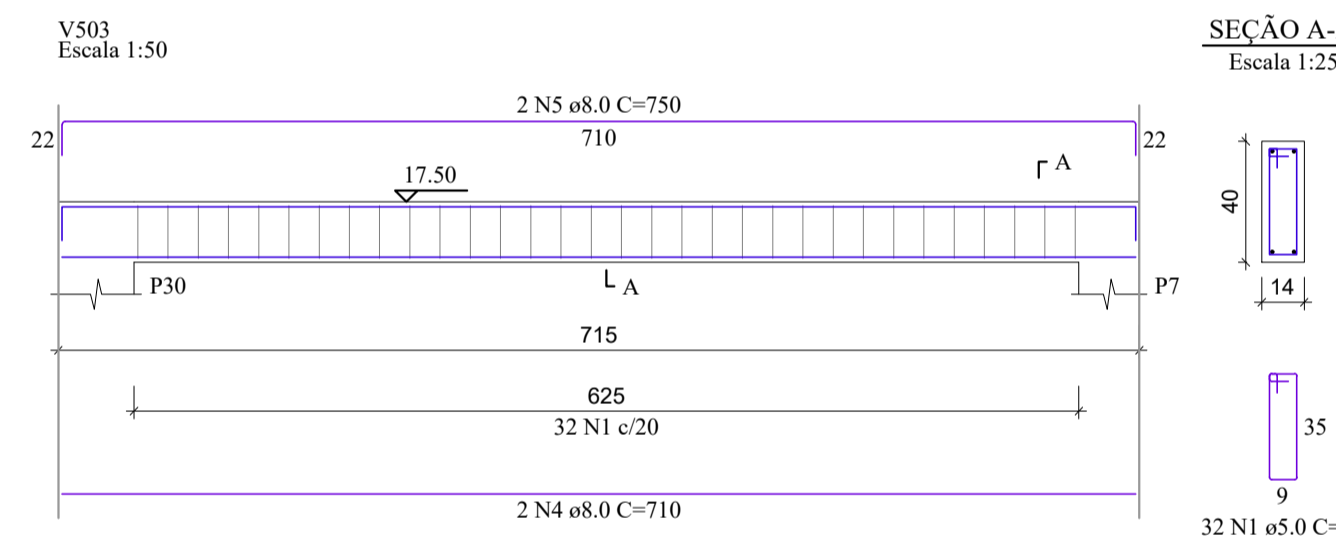 V503
Escala 1:50
SEÇÃO A-
Escala 1:25
2 N5 ø8.0 C=750
22
710
22
A
17.50
40
P30
A
P7
14
715
625
32 N1 c/20
35
9
2 N4 ø8.0 C=710
32 N1 ø5.0 C=